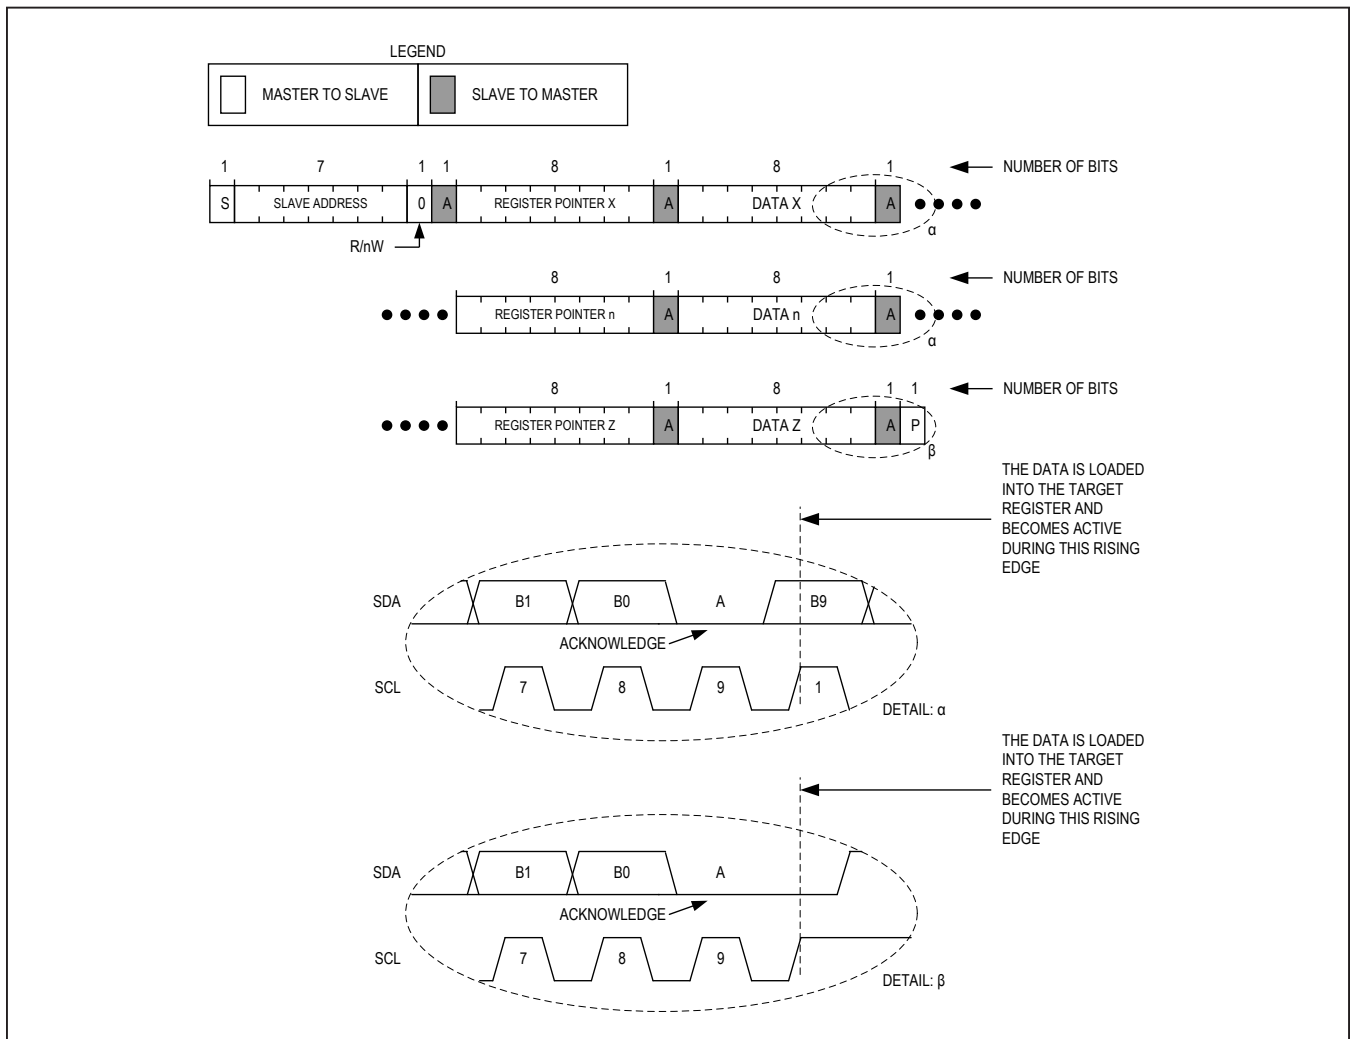 LEGEND
MASTER TO SLAVE
SLAVE TO MASTER
1 7 1 1 8 1 8 1 NUMBER OF BITS
S SLAVE ADDRESS 0 A REGISTER POINTER X A DATA X A
α
R/nW
8 1 8 1 NUMBER OF BITS
REGISTER POINTER n A DATA n A
α
8 1 8 1 1 NUMBER OF BITS
REGISTER POINTER Z A DATA Z A P
β
THE DATA IS LOADED
INTO THE TARGET
REGISTER AND
BECOMES ACTIVE
DURING THIS RISING
EDGE
SDA B1 B0 A B9
ACKNOWLEDGE
SCL 7 8 9 1
DETAIL: α
THE DATA IS LOADED
INTO THE TARGET
REGISTER AND
BECOMES ACTIVE
DURING THIS RISING
EDGE
SDA B1 B0 A
ACKNOWLEDGE
SCL 7 8 9
DETAIL: β